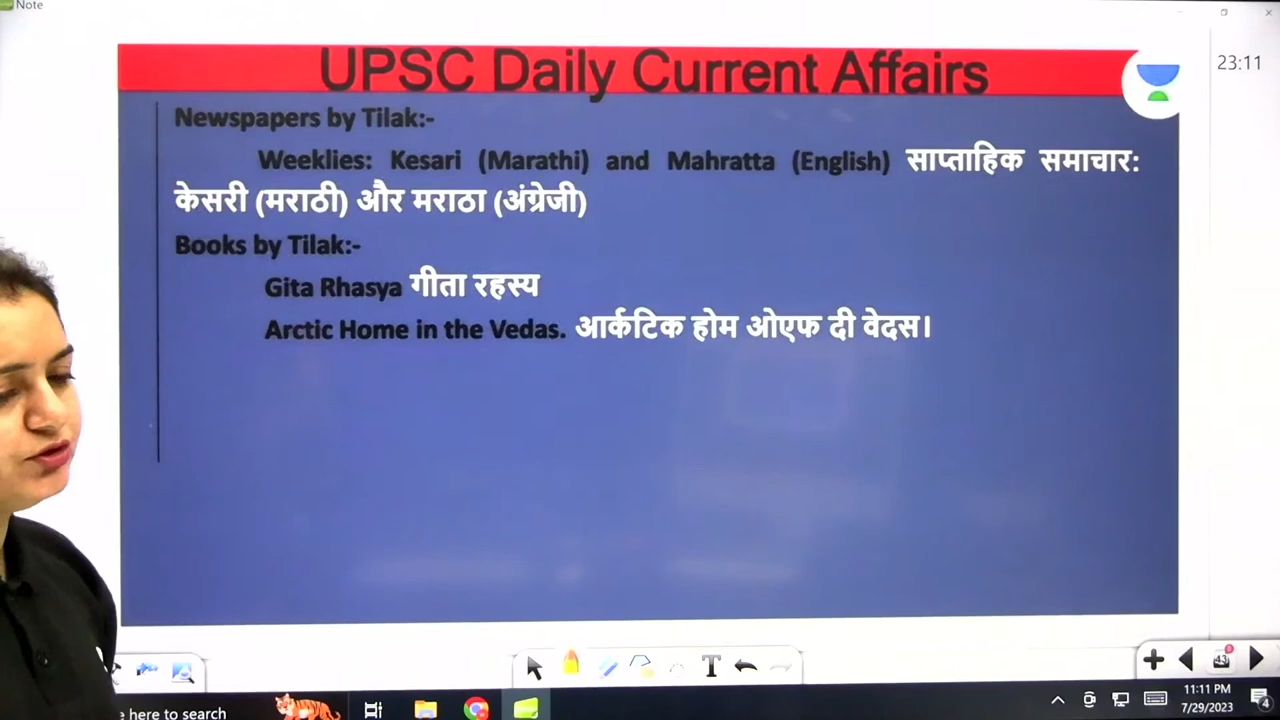 Note
UPSC Daily Current Affairs
23:11
Newspapers by Tilak:-
Weeklies: Kesari (Marathi) and Mahratta (English) साप्ताहिक समाचार:
केसरी (मराठी) और मराठा (अंग्रेजी)
Books by Tilak:-
Gita Rhasya गीता रहस्य
Arctic Home in the Vedas. आर्कटिक होम ओएफ दी वेदस।
T
43
e here to search
11:11 PM
7/29/2023
4